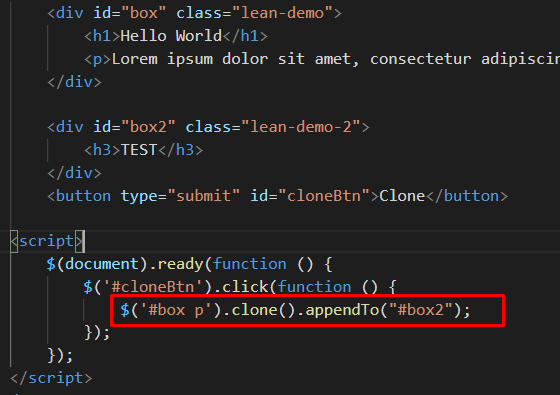 <div id="box" class="lean-demo">
<h1>Hello World</h1>
<p>Lorem ipsum dolor sit amet, consectetur adipiscin
</div>
<div id="box2" class="lean-demo-2">
<h3>TEST</h3>
</div>
<button type="submit" id="cloneBtn">Clone</button>
<script>
$(document).ready(function () {
$('#cloneBtn').click(function () {
$('#box p').clone().appendTo("#box2");
});
});
</script>